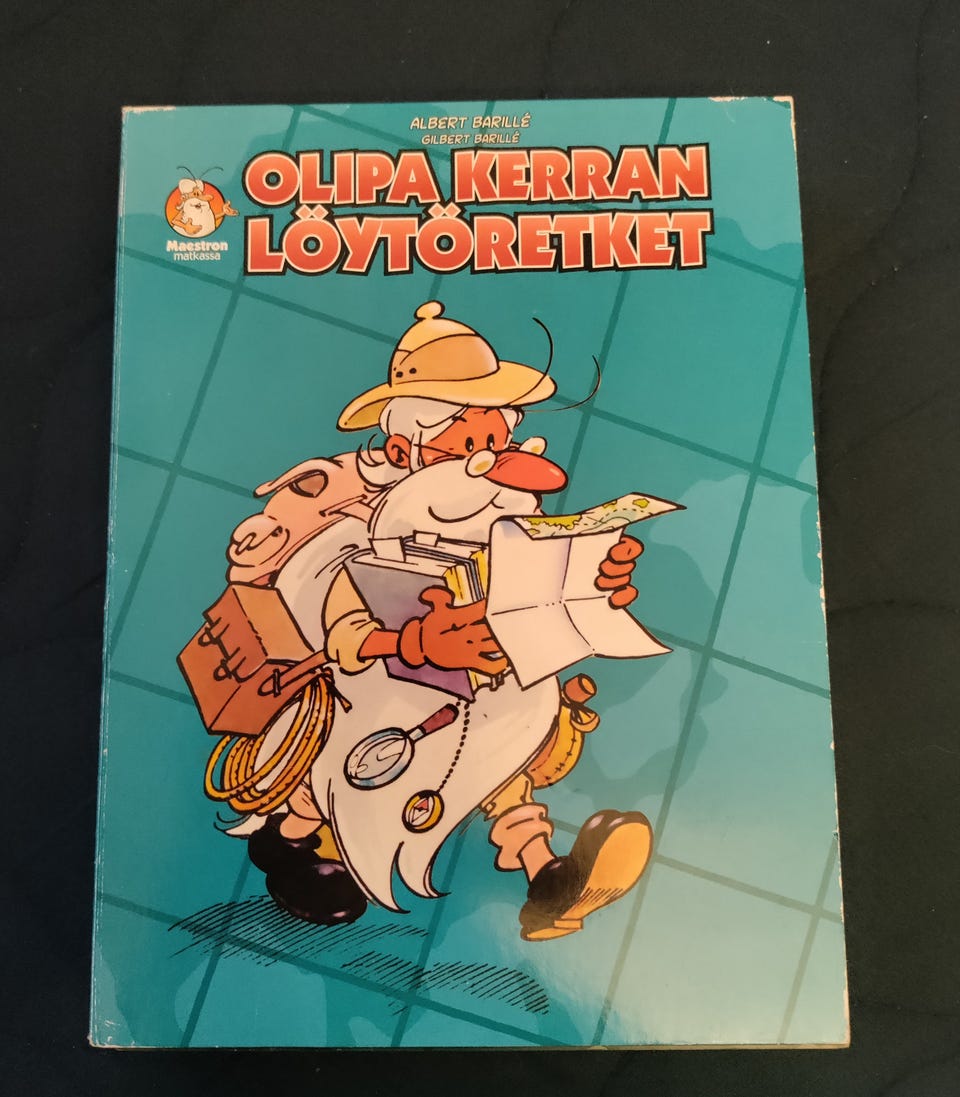 ALBERT BARILLÉ
GILBERT BARILLÉ
OLIPA KERRAN
LÖYTÖRETKET
Maestron
matkassa